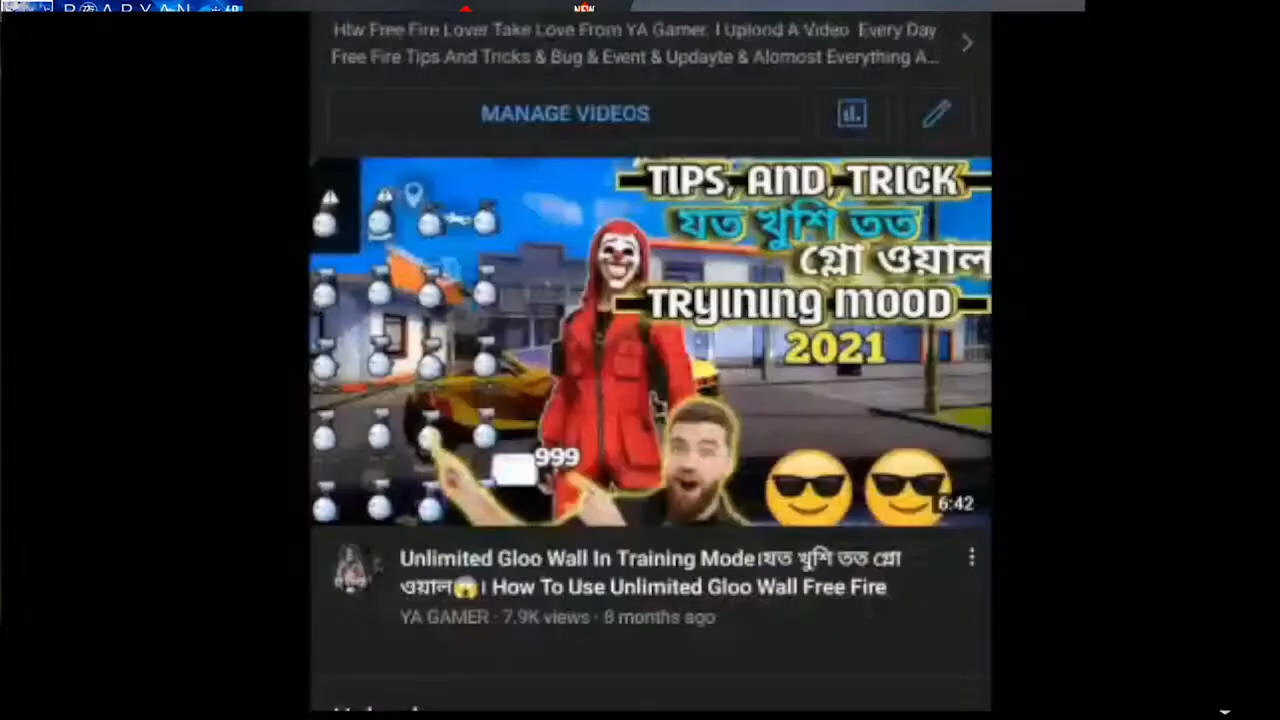 NEW
Htw Free Fire Lover Take Love From YA Gamer. I Uplond A Video Every Day
Free Fire Tips And Tricks & Bug & Event & Updayte & Alomost Everything A...
MANAGE VIDEOS
TIPS, AND, TRICK
যত খুশি তত
গ্লো ওয়াল
TRYINING MOOD
2021
999
6:42
Unlimited Gloo Wall In Training Mode।যত খুশি তত গ্লো
ওয়াল😱। How To Use Unlimited Gloo Wall Free Fire
YA GAMER · 7.9K views · 8 months ago